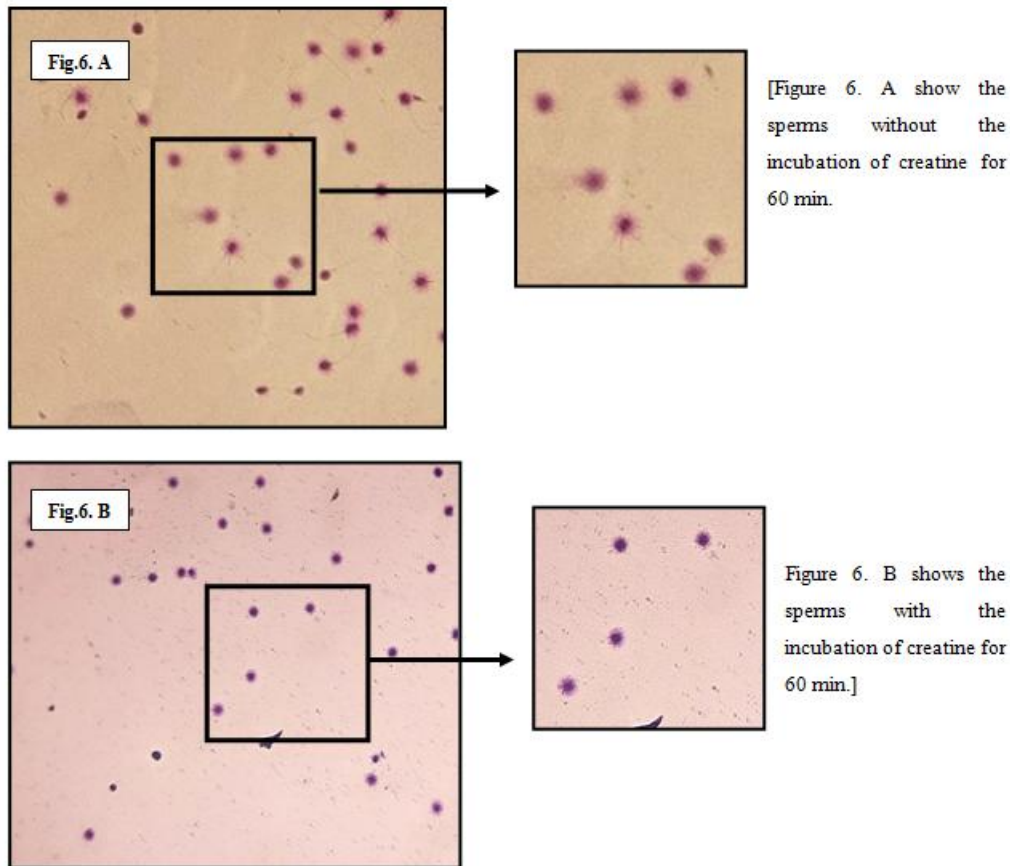 Fig.6. A
[Figure 6. A show the
sperms without the
incubation of creatine for
60 min.
Fig.6. B
Figure 6. B shows the
sperms with the
incubation of creatine for
60 min.]